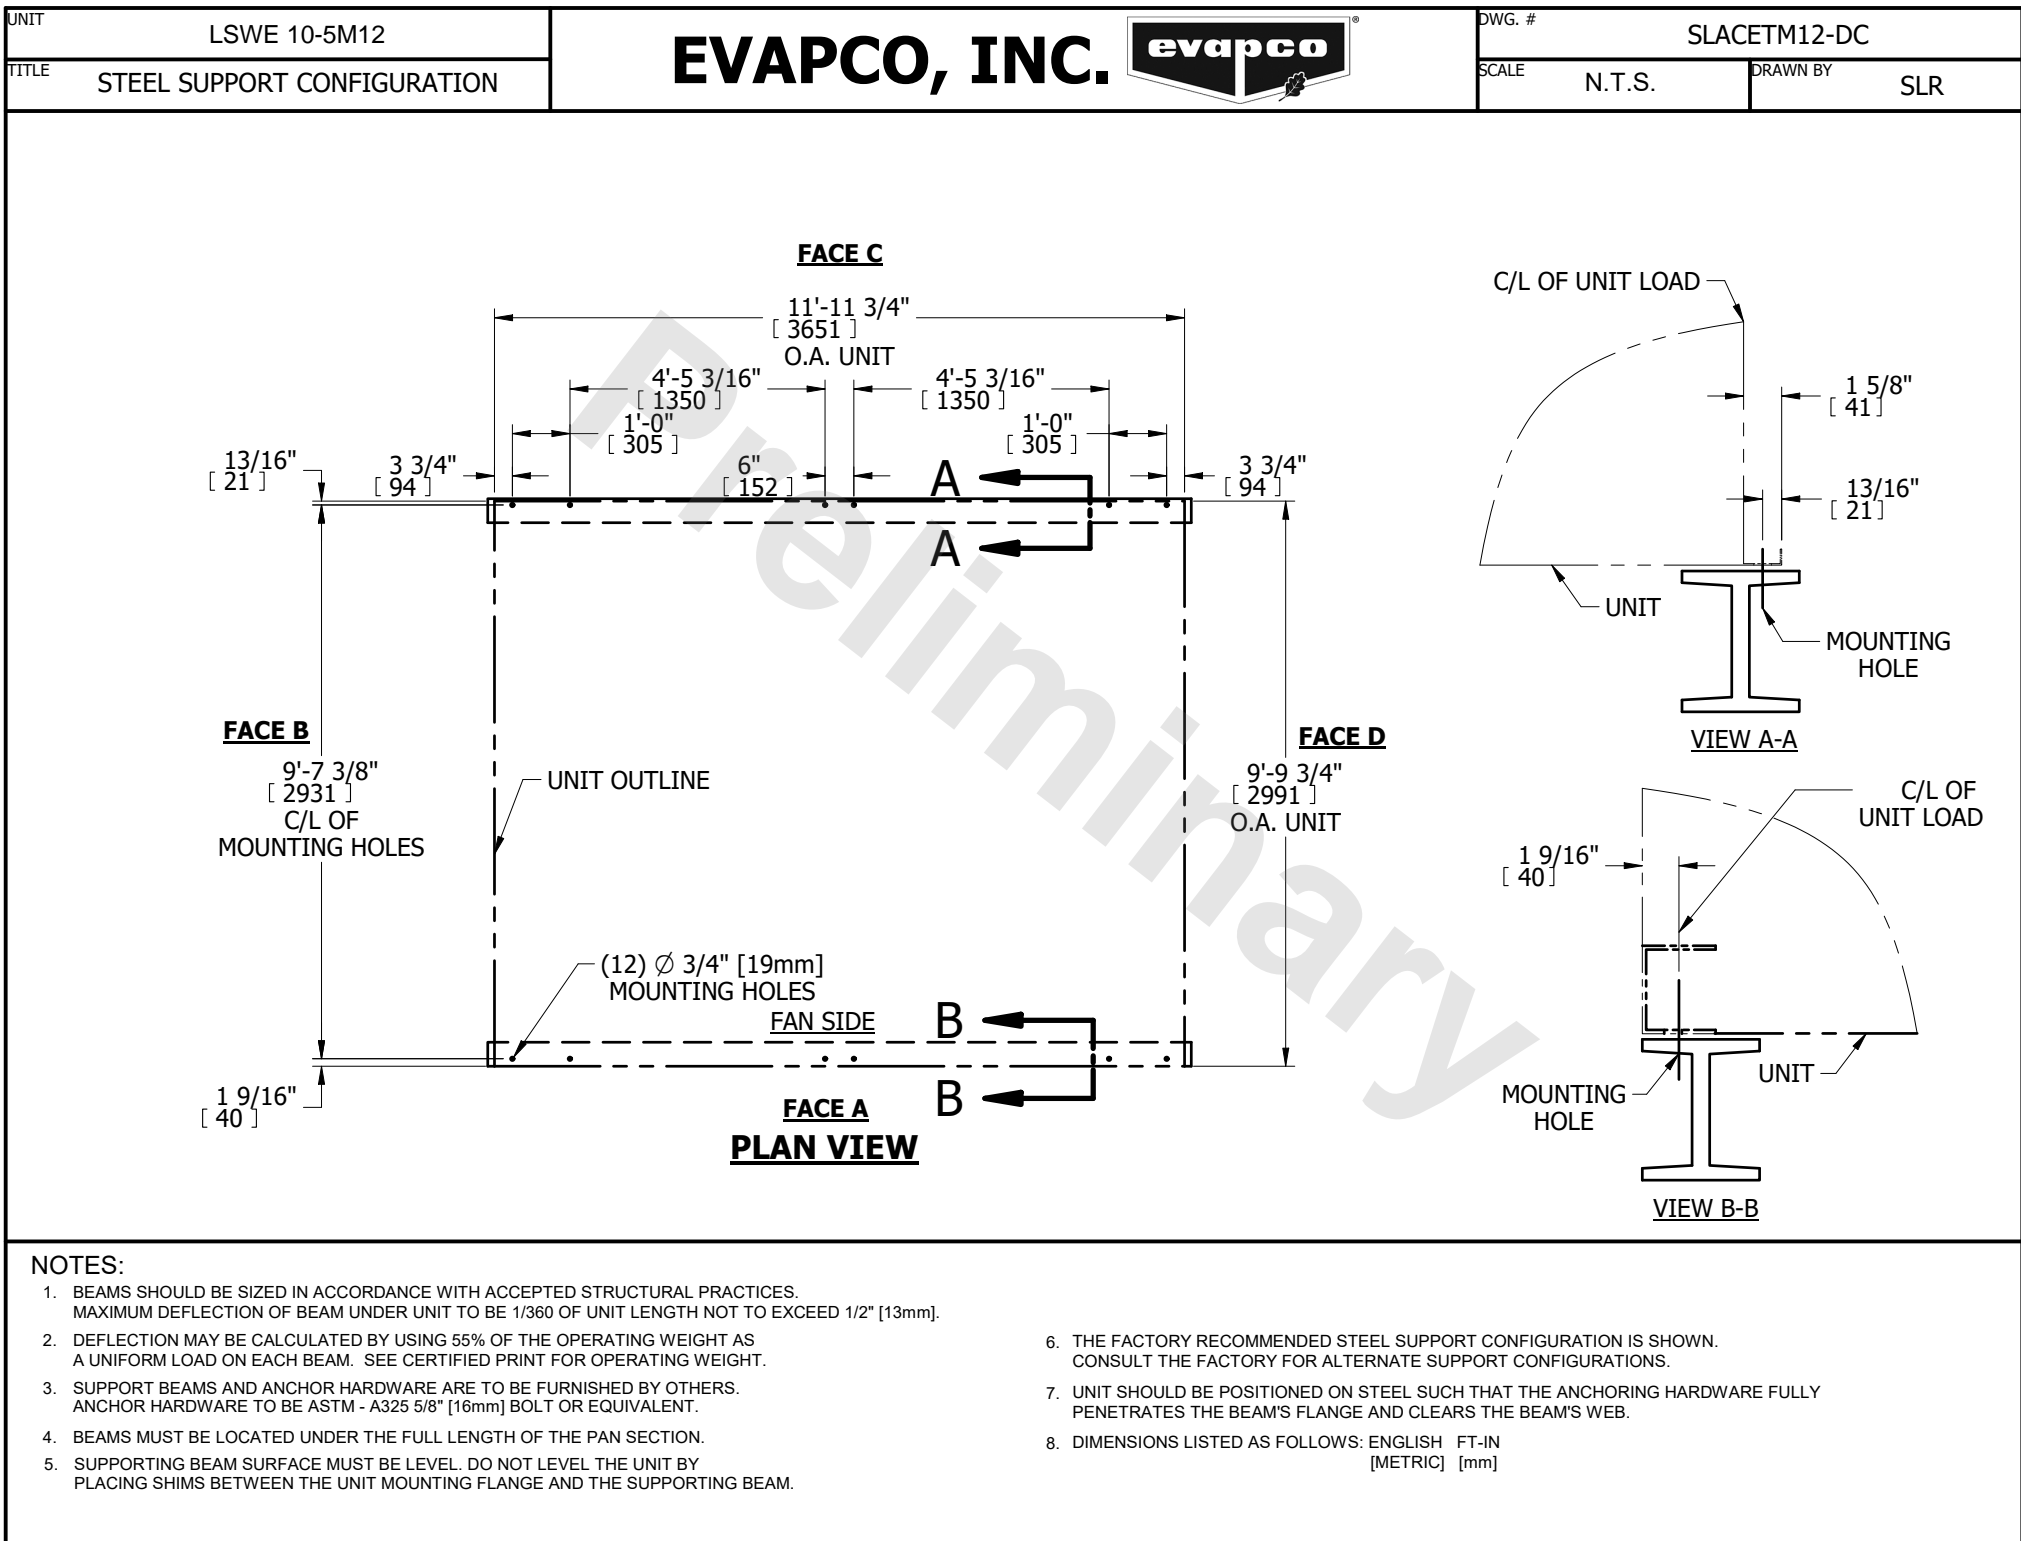 UNIT
LSWE 10-5M12
TITLE
STEEL SUPPORT CONFIGURATION
EVAPCO, INC.
evapco
®
DWG. #
SLACETM12-DC
SCALE
N.T.S.
DRAWN BY
SLR
FACE C
11'-11 3/4"
[ 3651 ]
O.A. UNIT
4'-5 3/16"
[ 1350 ]
4'-5 3/16"
[ 1350 ]
1'-0"
[ 305 ]
1'-0"
[ 305 ]
13/16"
[ 21 ]
3 3/4"
[ 94 ]
6"
[ 152 ]
A
3 3/4"
[ 94 ]
A
FACE B
9'-7 3/8"
[ 2931 ]
C/L OF
MOUNTING HOLES
UNIT OUTLINE
FACE D
9'-9 3/4"
[ 2991 ]
O.A. UNIT
(12) Ø 3/4" [19mm]
MOUNTING HOLES
FAN SIDE
B
B
1 9/16"
[ 40 ]
FACE A
PLAN VIEW
Preliminary
C/L OF UNIT LOAD
1 5/8"
[ 41 ]
13/16"
[ 21 ]
UNIT
MOUNTING
HOLE
VIEW A-A
C/L OF
UNIT LOAD
1 9/16"
[ 40 ]
UNIT
MOUNTING
HOLE
VIEW B-B
NOTES:
1. BEAMS SHOULD BE SIZED IN ACCORDANCE WITH ACCEPTED STRUCTURAL PRACTICES.
MAXIMUM DEFLECTION OF BEAM UNDER UNIT TO BE 1/360 OF UNIT LENGTH NOT TO EXCEED 1/2" [13mm].
2. DEFLECTION MAY BE CALCULATED BY USING 55% OF THE OPERATING WEIGHT AS
A UNIFORM LOAD ON EACH BEAM. SEE CERTIFIED PRINT FOR OPERATING WEIGHT.
3. SUPPORT BEAMS AND ANCHOR HARDWARE ARE TO BE FURNISHED BY OTHERS.
ANCHOR HARDWARE TO BE ASTM - A325 5/8" [16mm] BOLT OR EQUIVALENT.
4. BEAMS MUST BE LOCATED UNDER THE FULL LENGTH OF THE PAN SECTION.
5. SUPPORTING BEAM SURFACE MUST BE LEVEL. DO NOT LEVEL THE UNIT BY
PLACING SHIMS BETWEEN THE UNIT MOUNTING FLANGE AND THE SUPPORTING BEAM.
6. THE FACTORY RECOMMENDED STEEL SUPPORT CONFIGURATION IS SHOWN.
CONSULT THE FACTORY FOR ALTERNATE SUPPORT CONFIGURATIONS.
7. UNIT SHOULD BE POSITIONED ON STEEL SUCH THAT THE ANCHORING HARDWARE FULLY
PENETRATES THE BEAM'S FLANGE AND CLEARS THE BEAM'S WEB.
8. DIMENSIONS LISTED AS FOLLOWS: ENGLISH FT-IN
[METRIC] [mm]